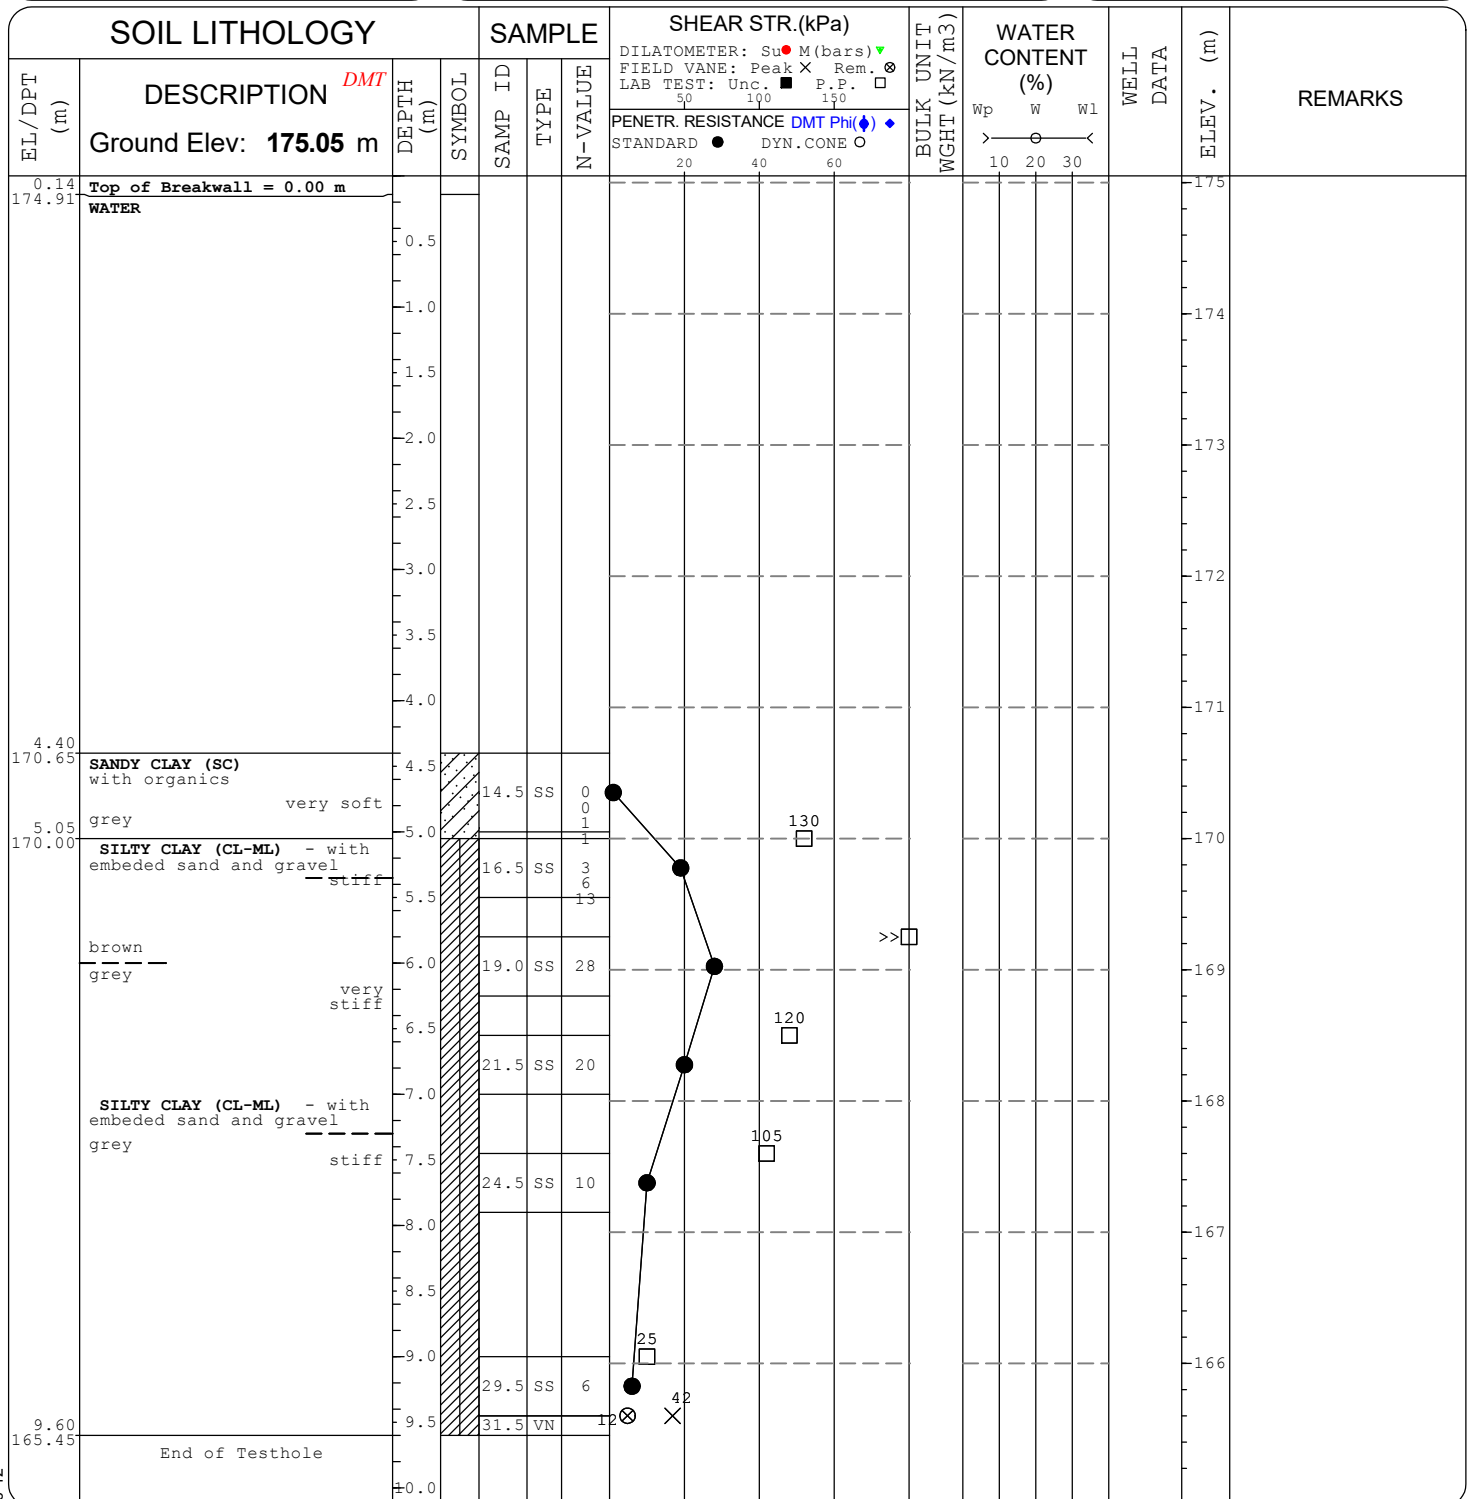 SOIL LITHOLOGY
SAMPLE
SHEAR STR.(kPa)
DILATOMETER: Su M(bars)
FIELD VANE: Peak Rem.
LAB TEST: Unc. P.P.
50 100 150
PENETR. RESISTANCE DMT Phi(ϕ)
STANDARD DYN.CONE
20 40 60
BULK UNIT
WGHT (kN/m3)
WATER
CONTENT
(%)
Wp W Wl
10 20 30
WELL
DATA
ELEV. (m)
REMARKS
EL/DPT
(m)
DESCRIPTION DMT
Ground Elev: 175.05 m
DEPTH
(m)
SYMBOL
SAMP ID
TYPE
N-VALUE
0.14 Top of Breakwall = 0.00 m
174.91
WATER
175
0.5
1.0
174
1.5
2.0
173
2.5
3.0
172
3.5
4.0
171
4.40
170.65
SANDY CLAY (SC)
with organics
4.5
very soft
14.5 SS 0
0
1
1
grey
130
5.05
5.0
170.00
170
SILTY CLAY (CL-ML) - with
embeded sand and gravel
stiff
16.5 SS 3
6
13
5.5
brown
>>
6.0
grey
19.0 SS 28
169
very
stiff
120
6.5
21.5 SS 20
7.0
168
SILTY CLAY (CL-ML) - with
embeded sand and gravel
grey
105
stiff
7.5
24.5 SS 10
8.0
167
8.5
25
9.0
166
29.5 SS 6
42
12
9.60
9.5
31.5 VN
165.45
End of Testhole
10.0